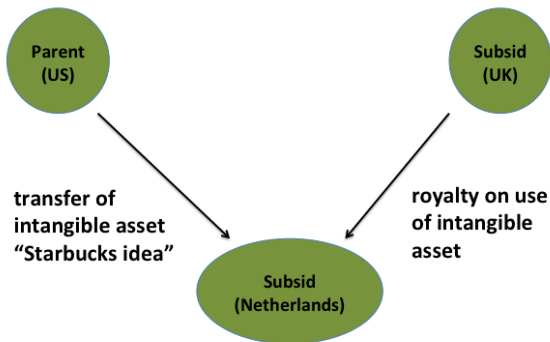 Parent
(US)
Subsid
(UK)
transfer of
intangible asset
“Starbucks idea”
royalty on use
of intangible
asset
Subsid
(Netherlands)